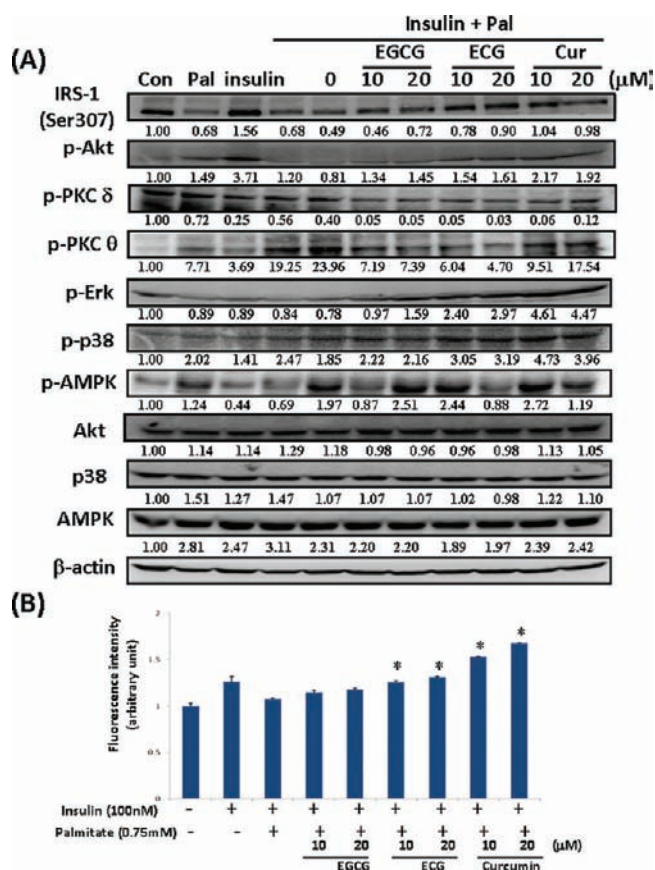 Insulin + Pal
(A) EGCG ECG Cur
Con Pal insulin 0 10 20 10 20 10 20 (μM)
IRS-1
(Ser307)
1.00 0.68 1.56 0.68 0.49 0.46 0.72 0.78 0.90 1.04 0.98
p-Akt
1.00 1.49 3.71 1.20 0.81 1.34 1.45 1.54 1.61 2.17 1.92
p-PKC δ
1.00 0.72 0.25 0.56 0.40 0.05 0.05 0.05 0.03 0.06 0.12
p-PKC θ
1.00 7.71 3.69 19.25 23.96 7.19 7.39 6.04 4.70 9.51 17.54
p-Erk
1.00 0.89 0.89 0.84 0.78 0.97 1.59 2.40 2.97 4.61 4.47
p-p38
1.00 2.02 1.41 2.47 1.85 2.22 2.16 3.05 3.19 4.73 3.96
p-AMPK
1.00 1.24 0.44 0.69 1.97 0.87 2.51 2.44 0.88 2.72 1.19
Akt
1.00 1.14 1.14 1.29 1.18 0.98 0.96 0.96 0.98 1.13 1.05
p38
1.00 1.51 1.27 1.47 1.07 1.07 1.07 1.02 0.98 1.22 1.10
AMPK
1.00 2.81 2.47 3.11 2.31 2.20 2.20 1.89 1.97 2.39 2.42
β-actin
(B)
Fluorescence intensity
(arbitrary unit)
2
1.5
1
0.5
0
* * * *
Insulin (100nM) - + + + + + + + +
Palmitate (0.75mM) - - + + + + + + +
10 20 10 20 10 20 (μM)
EGCG ECG Curcumin